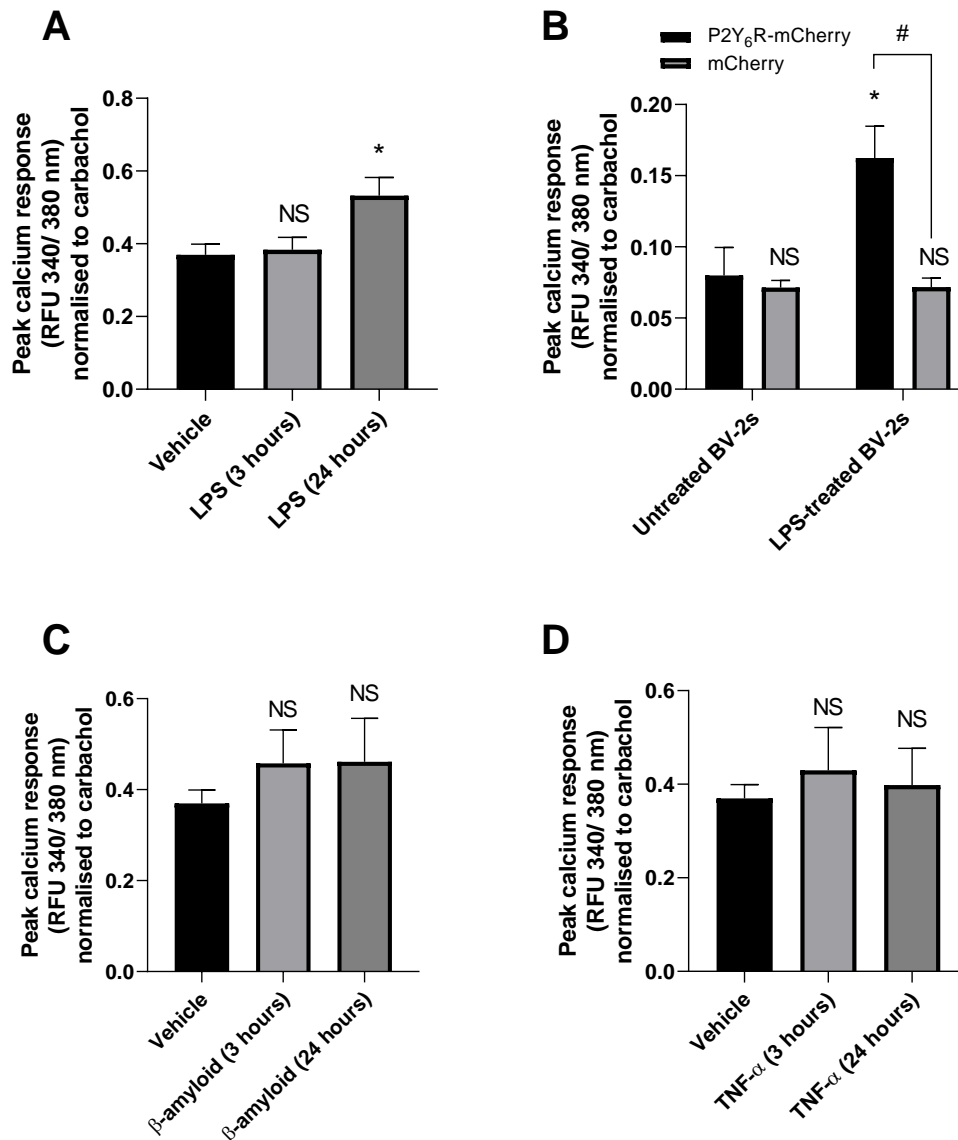 A
Peak calcium response
(RFU 340/ 380 nm)
normalised to carbachol
0.8
0.6
0.4
0.2
0.0
NS
*
Vehicle
LPS (3 hours)
LPS (24 hours)
B
P2Y₆R-mCherry
mCherry
#
Peak calcium response
(RFU 340/ 380 nm)
normalised to carbachol
0.20
0.15
0.10
0.05
0.00
NS
*
NS
Untreated BV-2s
LPS-treated BV-2s
C
Peak calcium response
(RFU 340/ 380 nm)
normalised to carbachol
0.6
0.4
0.2
0.0
NS
NS
Vehicle
β-amyloid (3 hours)
β-amyloid (24 hours)
D
Peak calcium response
(RFU 340/ 380 nm)
normalised to carbachol
0.6
0.4
0.2
0.0
NS
NS
Vehicle
TNF-α (3 hours)
TNF-α (24 hours)